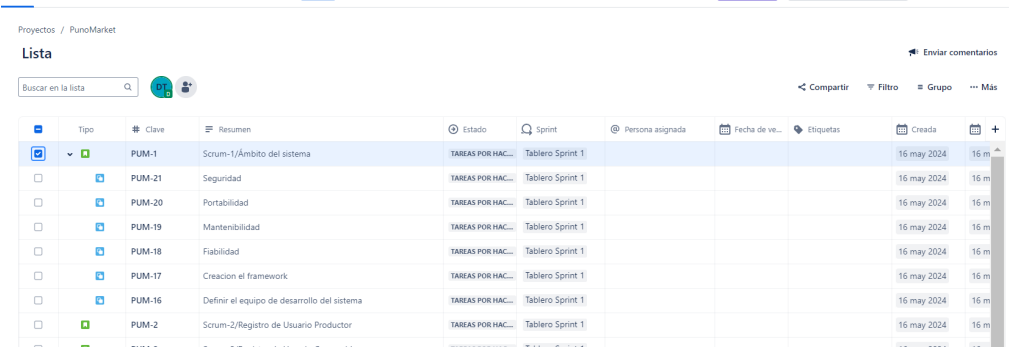 Proyectos / PunoMarket
Lista
Enviar comentarios
Buscar en la lista
DT
Compartir Filtro Grupo Más
Tipo # Clave Resumen Estado Sprint Persona asignada Fecha de ve... Etiquetas Creada
PUM-1 Scrum-1/Ámbito del sistema TAREAS POR HAC... Tablero Sprint 1 16 may 2024 16 m
PUM-21 Seguridad TAREAS POR HAC... Tablero Sprint 1 16 may 2024 16 m
PUM-20 Portabilidad TAREAS POR HAC... Tablero Sprint 1 16 may 2024 16 m
PUM-19 Mantenibilidad TAREAS POR HAC... Tablero Sprint 1 16 may 2024 16 m
PUM-18 Fiabilidad TAREAS POR HAC... Tablero Sprint 1 16 may 2024 16 m
PUM-17 Creacion el framework TAREAS POR HAC... Tablero Sprint 1 16 may 2024 16 m
PUM-16 Definir el equipo de desarrollo del sistema TAREAS POR HAC... Tablero Sprint 1 16 may 2024 16 m
PUM-2 Scrum-2/Registro de Usuario Productor TAREAS POR HAC... Tablero Sprint 1 16 may 2024 16 m